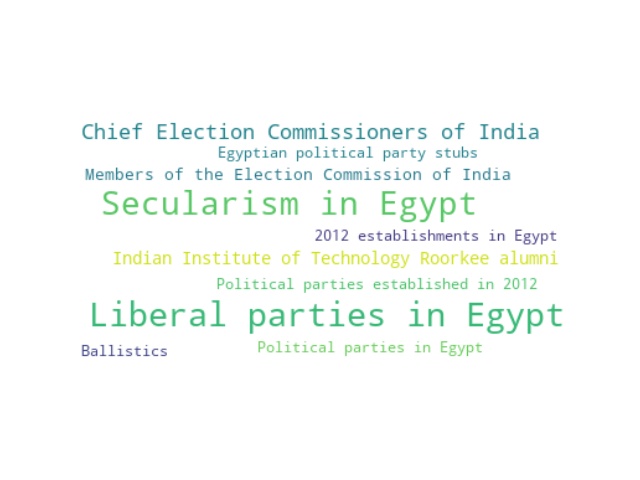 Chief Election Commissioners of India
Egyptian political party stubs
Members of the Election Commission of India
Secularism in Egypt
2012 establishments in Egypt
Indian Institute of Technology Roorkee alumni
Political parties established in 2012
Liberal parties in Egypt
Political parties in Egypt
Ballistics